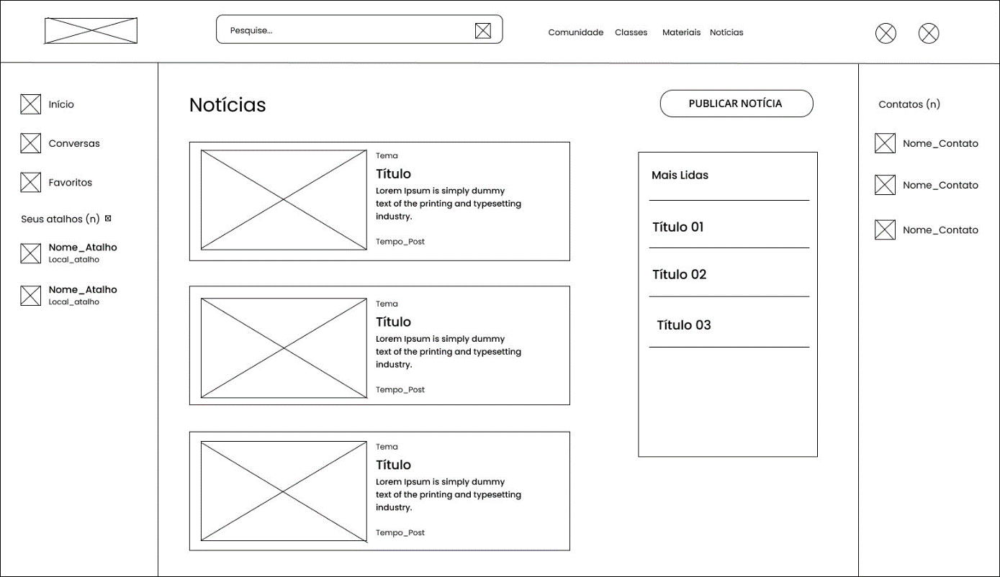 Pesquise...
Comunidade
Classes
Materiais
Notícias
Início
Conversas
Favoritos
Seus atalhos (n)
Nome_Atalho
Local_atalho
Nome_Atalho
Local_atalho
Notícias
PUBLICAR NOTÍCIA
Tema
Título
Lorem Ipsum is simply dummy
text of the printing and typesetting
industry.
Tempo_Post
Tema
Título
Lorem Ipsum is simply dummy
text of the printing and typesetting
industry.
Tempo_Post
Tema
Título
Lorem Ipsum is simply dummy
text of the printing and typesetting
industry.
Tempo_Post
Mais Lidas
Título 01
Título 02
Título 03
Contatos (n)
Nome_Contato
Nome_Contato
Nome_Contato